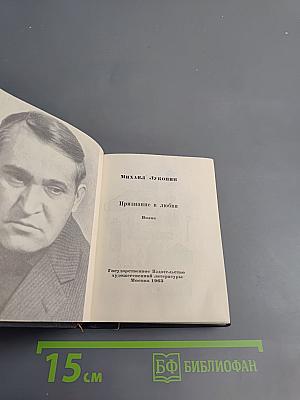 Михаил Луконин
Признание в любви
Поэма
Государственное Издательство
художественной литературы
Москва 1963
15 см
БФ БИБЛИОФАН